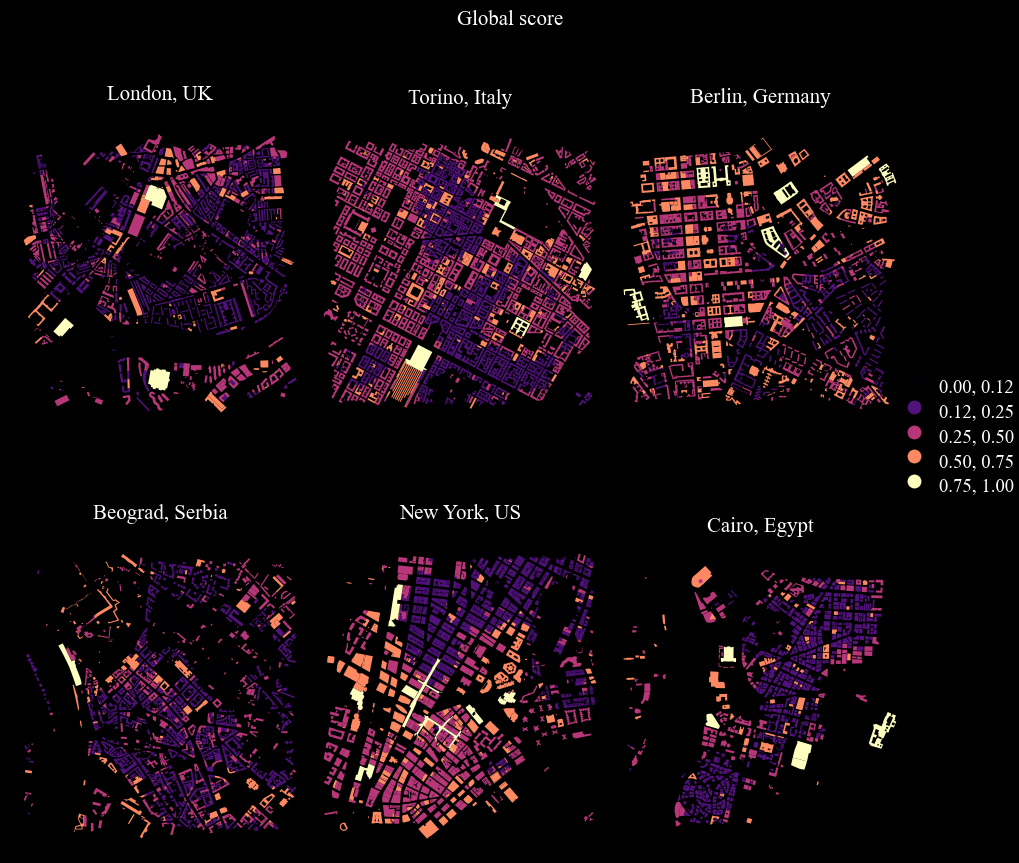 Global score
London, UK
Torino, Italy
Berlin, Germany
0.00, 0.12
0.12, 0.25
0.25, 0.50
0.50, 0.75
0.75, 1.00
Beograd, Serbia
New York, US
Cairo, Egypt